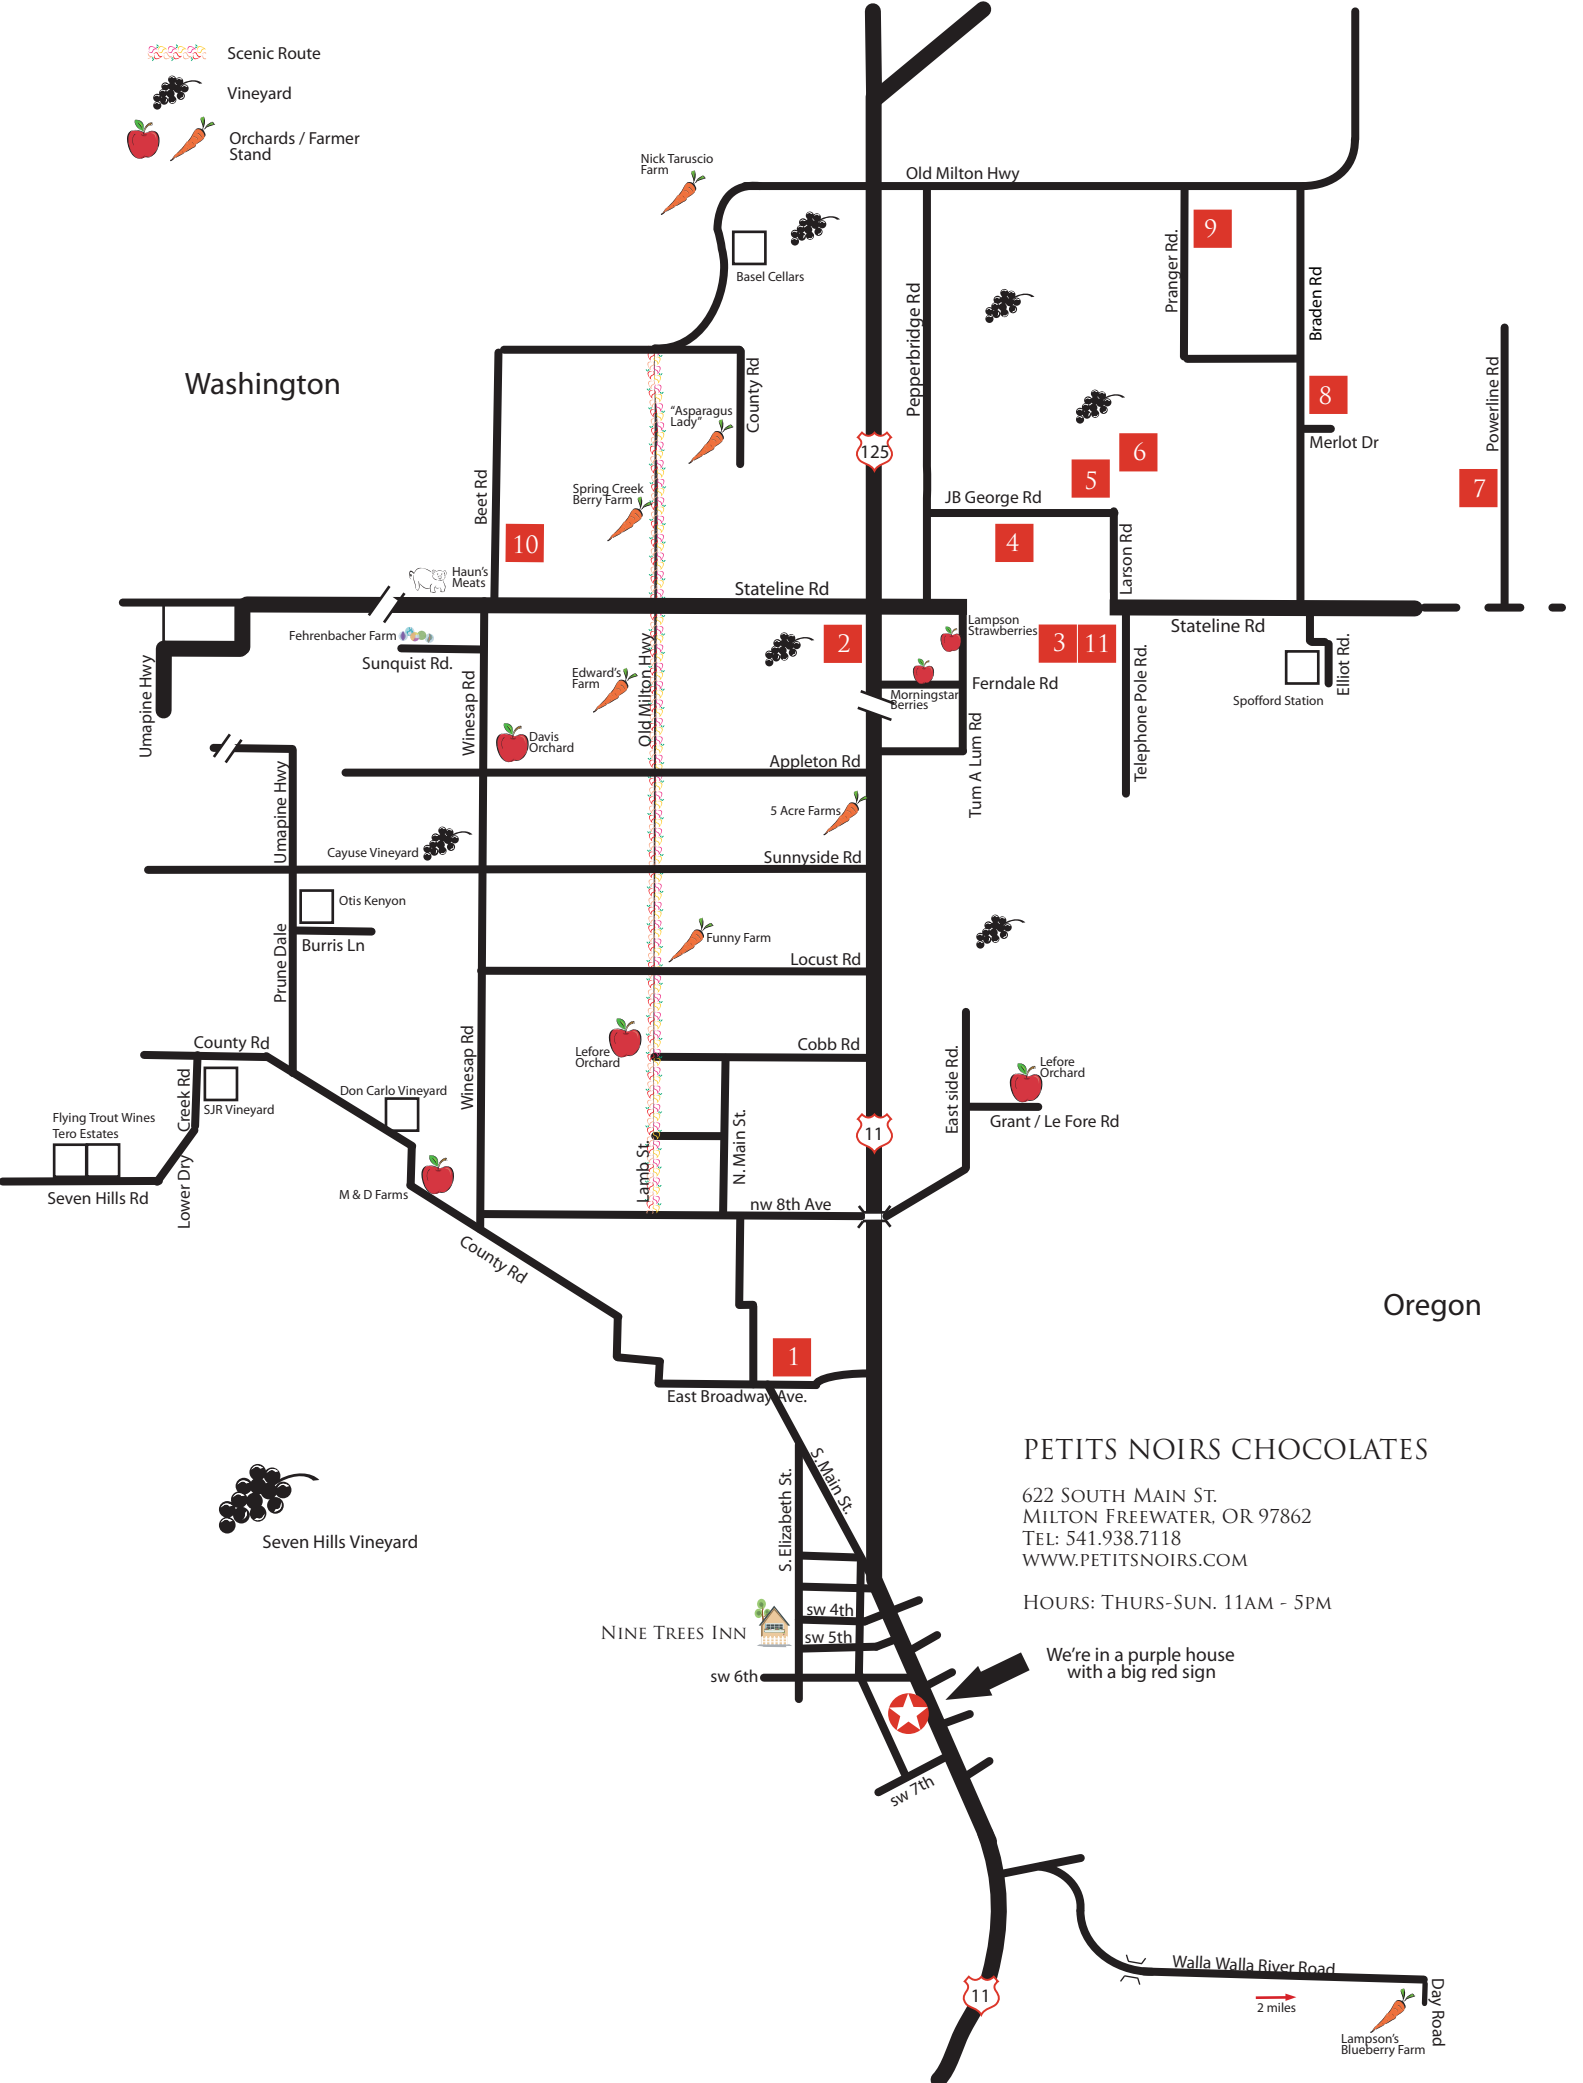 Scenic Route
Vineyard
Orchards / Farmer
Stand
Nick Taruscio
Farm
Old Milton Hwy
9
Pranger Rd.
Basel Cellars
Braden Rd
Pepperbridge Rd
Washington
County Rd
Powerline Rd
8
"Asparagus
Lady"
125
Merlot Dr
6
5
7
Beet Rd
Spring Creek
Berry Farm
JB George Rd
10
4
Larson Rd
Haun's
Meats
Stateline Rd
Stateline Rd
Lampson
Strawberries
Fehrenbacher Farm
2
3
11
Sunquist Rd.
Umapine Hwy
Winesap Rd
Edward's
Farm
Old Milton Hwy
Ferndale Rd
Morningstar
Berries
Telephone Pole Rd.
Elliot Rd.
Spofford Station
Davis
Orchard
Tum A Lum Rd
Appleton Rd
Umapine Hwy
5 Acre Farms
Cayuse Vineyard
Sunnyside Rd
Otis Kenyon
Burris Ln
Prune Dale
Funny Farm
Locust Rd
County Rd
Winesap Rd
Lefore
Orchard
Cobb Rd
East side Rd.
Lefore
Orchard
Lower Dry Creek Rd
SJR Vineyard
Don Carlo Vineyard
Flying Trout Wines
Tero Estates
Grant / Le Fore Rd
11
N. Main St.
Lamb St.
Seven Hills Rd
M & D Farms
nw 8th Ave
County Rd
Oregon
1
East Broadway Ave.
PETITS NOIRS CHOCOLATES
622 South Main St.
Milton Freewater, OR 97862
Tel: 541.938.7118
www.petitsnoirs.com
Hours: Thurs-Sun. 11am - 5pm
S. Main St.
S. Elizabeth St.
Seven Hills Vineyard
sw 4th
Nine Trees Inn
sw 5th
sw 6th
We're in a purple house
with a big red sign
sw 7th
Walla Walla River Road
11
2 miles
Day Road
Lampson's
Blueberry Farm